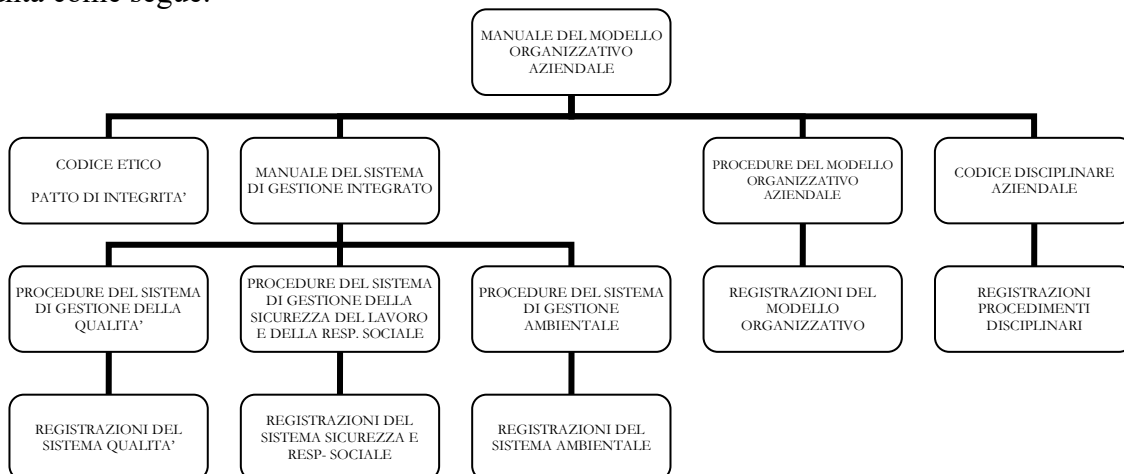 come segue:
MANUALE DEL MODELLO
ORGANIZZATIVO
AZIENDALE
CODICE ETICO
PATTO DI INTEGRITA’
MANUALE DEL SISTEMA
DI GESTIONE INTEGRATO
PROCEDURE DEL MODELLO
ORGANIZZATIVO
AZIENDALE
CODICE DISCIPLINARE
AZIENDALE
PROCEDURE DEL SISTEMA
DI GESTIONE DELLA
QUALITA’
PROCEDURE DEL SISTEMA
DI GESTIONE DELLA
SICUREZZA DEL LAVORO
E DELLA RESP. SOCIALE
PROCEDURE DEL SISTEMA
DI GESTIONE
AMBIENTALE
REGISTRAZIONI DEL
MODELLO
ORGANIZZATIVO
REGISTRAZIONI
PROCEDIMENTI
DISCIPLINARI
REGISTRAZIONI DEL
SISTEMA QUALITA’
REGISTRAZIONI DEL
SISTEMA SICUREZZA E
RESP- SOCIALE
REGISTRAZIONI DEL
SISTEMA AMBIENTALE